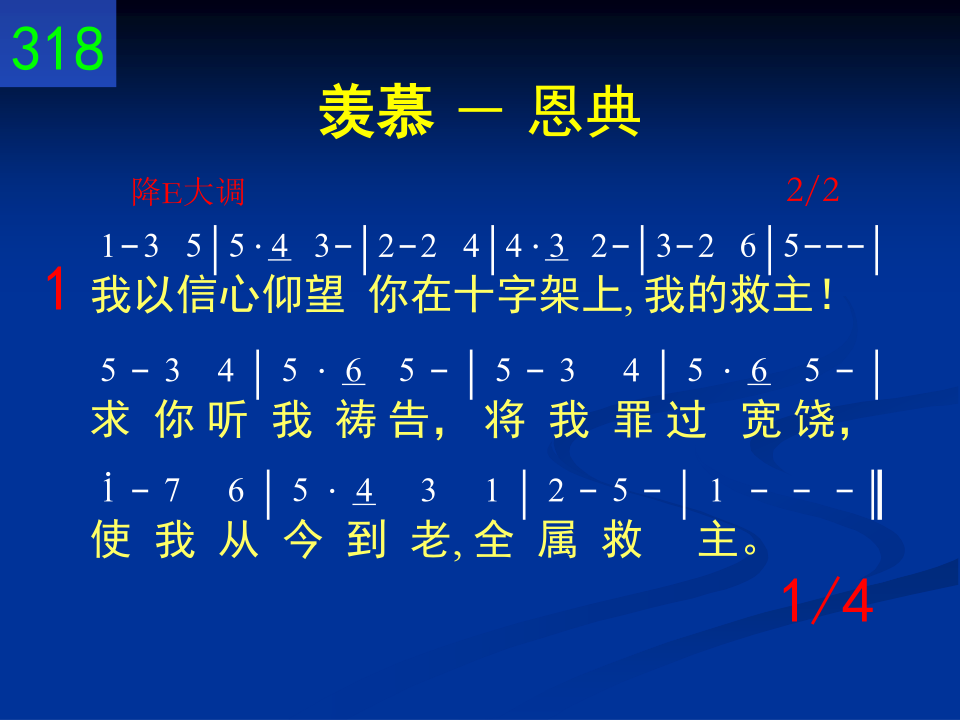 318
羡慕 － 恩典
降E大调 2/2
1-3 5│5·4 3-│2-2 4│4·3 2-│3-2 6│5---│
1 我以信心仰望 你在十字架上, 我的救主!
5 - 3 4│5 · 6 5 -│5 - 3 4│5 · 6 5 -│
求 你 听 我 祷 告， 将 我 罪 过 宽 饶，
i - 7 6│5 · 4 3 1│2 - 5 -│1 - - -‖
使 我 从 今 到 老, 全 属 救 主。
1/4